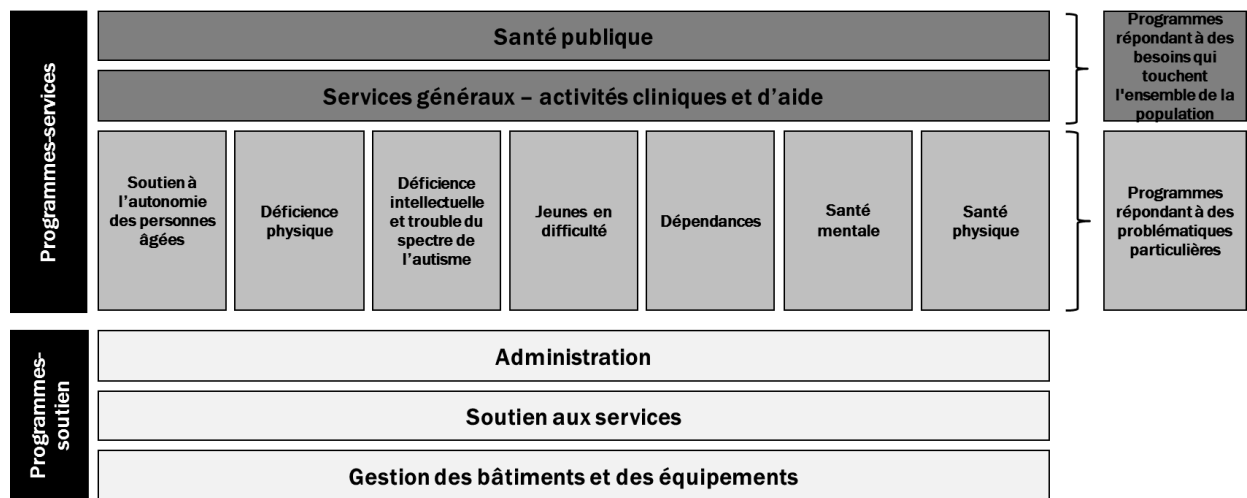 Programmes-services
Santé publique
Services généraux – activités cliniques et d’aide
Programmes
répondant à des
besoins qui
touchent
l'ensemble de la
population
Soutien à
l’autonomie
des personnes
âgées
Déficience
physique
Déficience
intellectuelle
et trouble du
spectre de
l’autisme
Jeunes en
difficulté
Dépendances
Santé
mentale
Santé
physique
Programmes
répondant à des
problématiques
particulières
Programmes-
soutien
Administration
Soutien aux services
Gestion des bâtiments et des équipements